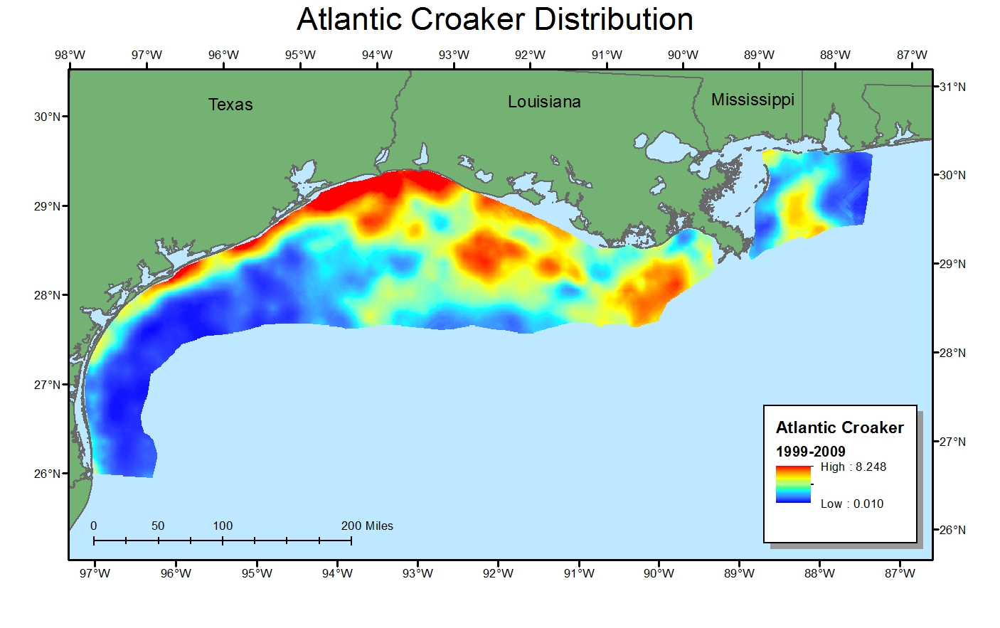 Atlantic Croaker Distribution
98°W 97°W 96°W 95°W 94°W 93°W 92°W 91°W 90°W 89°W 88°W 87°W
31°N
Texas
Louisiana
Mississippi
30°N
30°N
29°N
29°N
28°N
28°N
27°N
27°N
26°N
26°N
Atlantic Croaker
1999-2009
High : 8.248
Low : 0.010
0 50 100 200 Miles
97°W 96°W 95°W 94°W 93°W 92°W 91°W 90°W 89°W 88°W 87°W